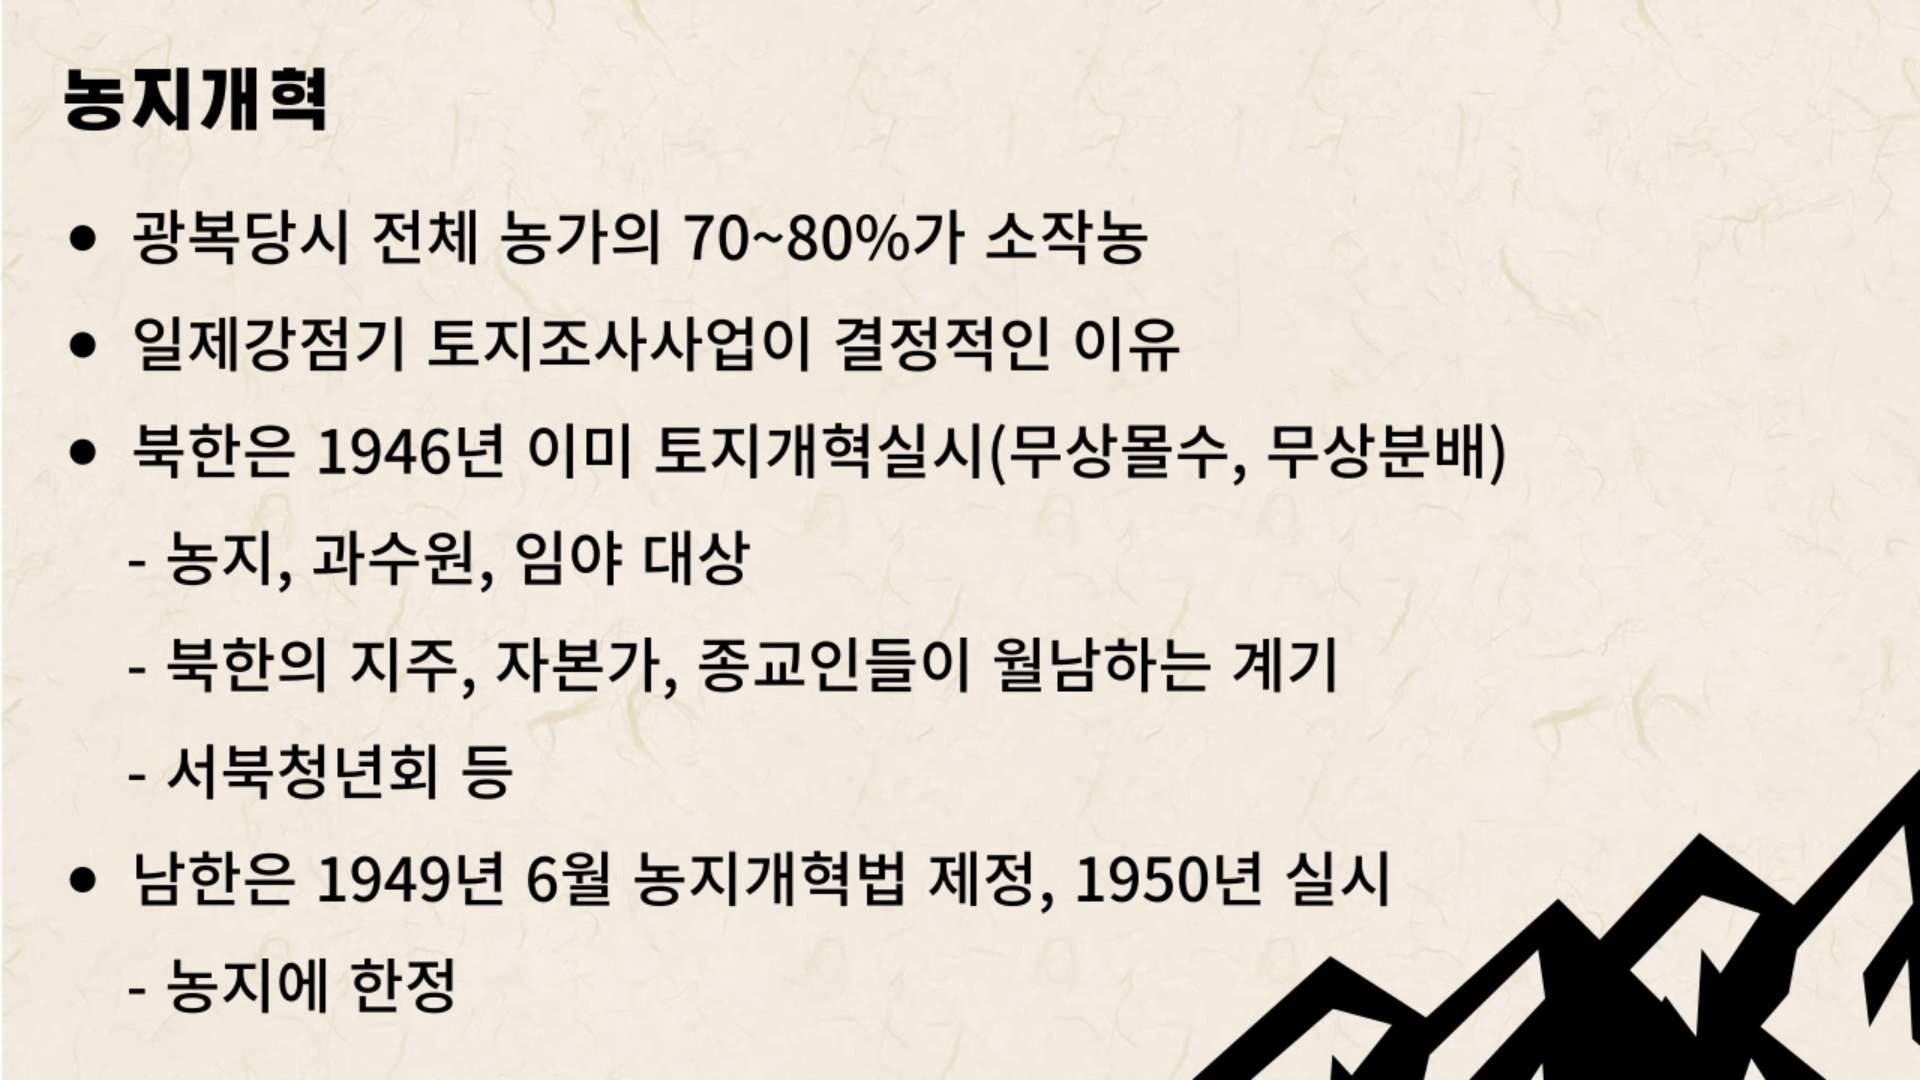 농지개혁
● 광복당시 전체 농가의 70~80%가 소작농
● 일제강점기 토지조사사업이 결정적인 이유
● 북한은 1946년 이미 토지개혁실시(무상몰수, 무상분배)
- 농지, 과수원, 임야 대상
- 북한의 지주, 자본가, 종교인들이 월남하는 계기
- 서북청년회 등
● 남한은 1949년 6월 농지개혁법 제정, 1950년 실시
- 농지에 한정